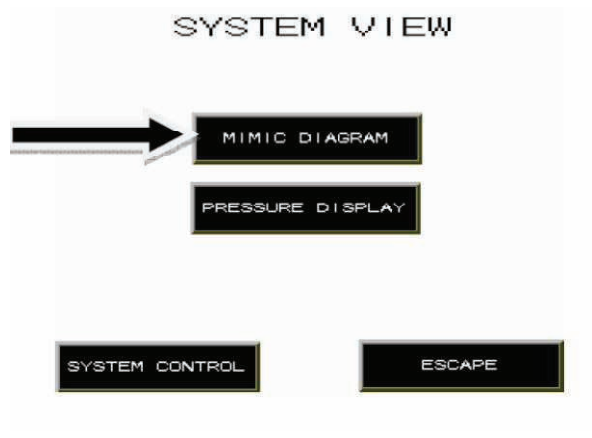 SYSTEM VIEW
MIMIC DIAGRAM
PRESSURE DISPLAY
SYSTEM CONTROL ESCAPE